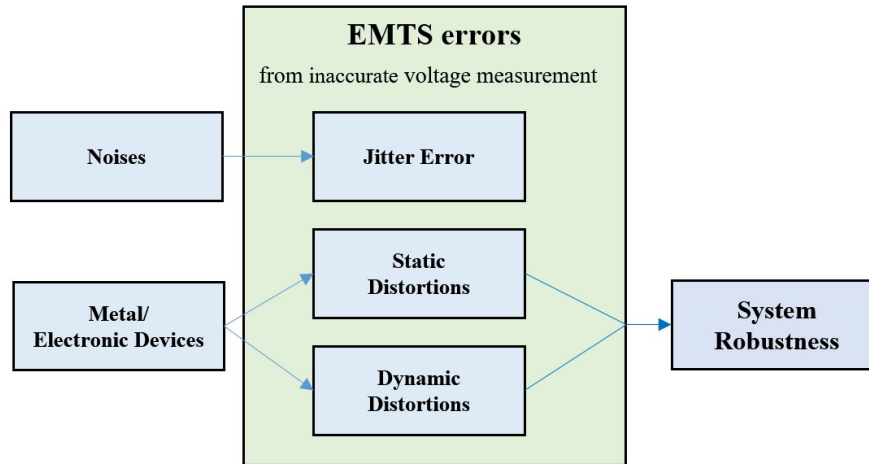 EMTS errors
from inaccurate voltage measurement
Noises
Jitter Error
Static
Distortions
Metal/
Electronic Devices
System
Robustness
Dynamic
Distortions